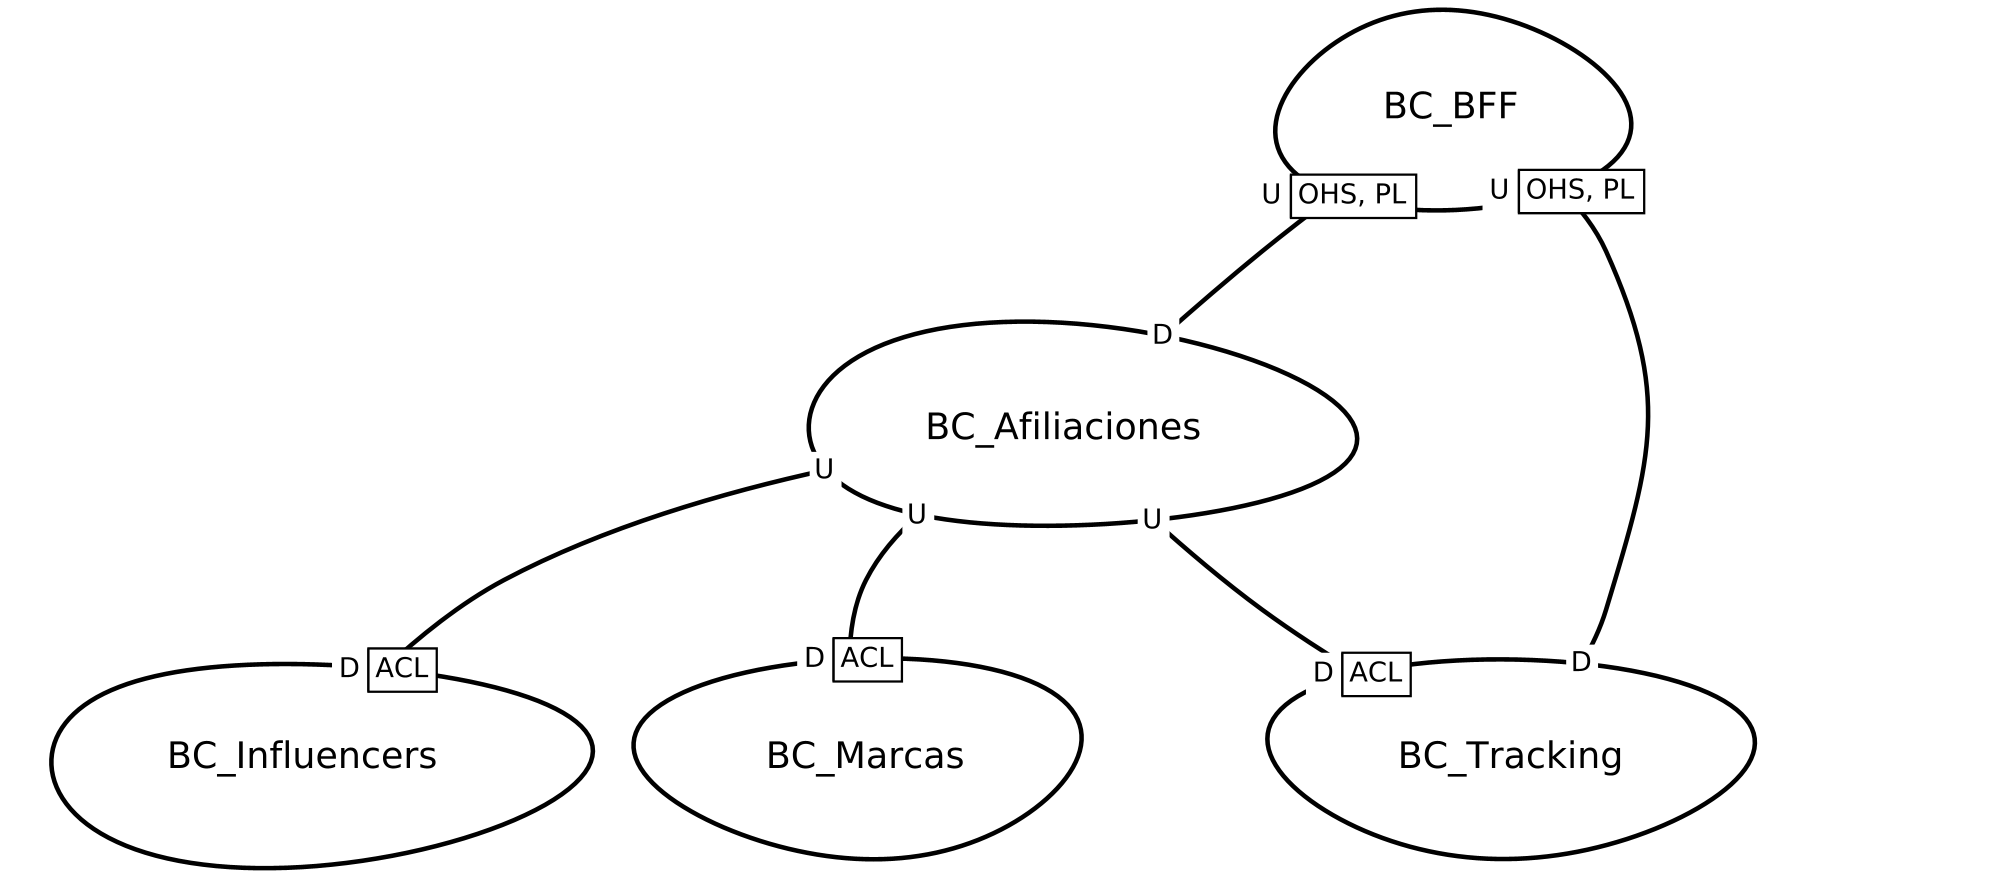 BC_BFF
U OHS, PL
U OHS, PL
D
BC_Afiliaciones
U
U
U
D ACL
D ACL
D ACL
D
BC_Influencers
BC_Marcas
BC_Tracking